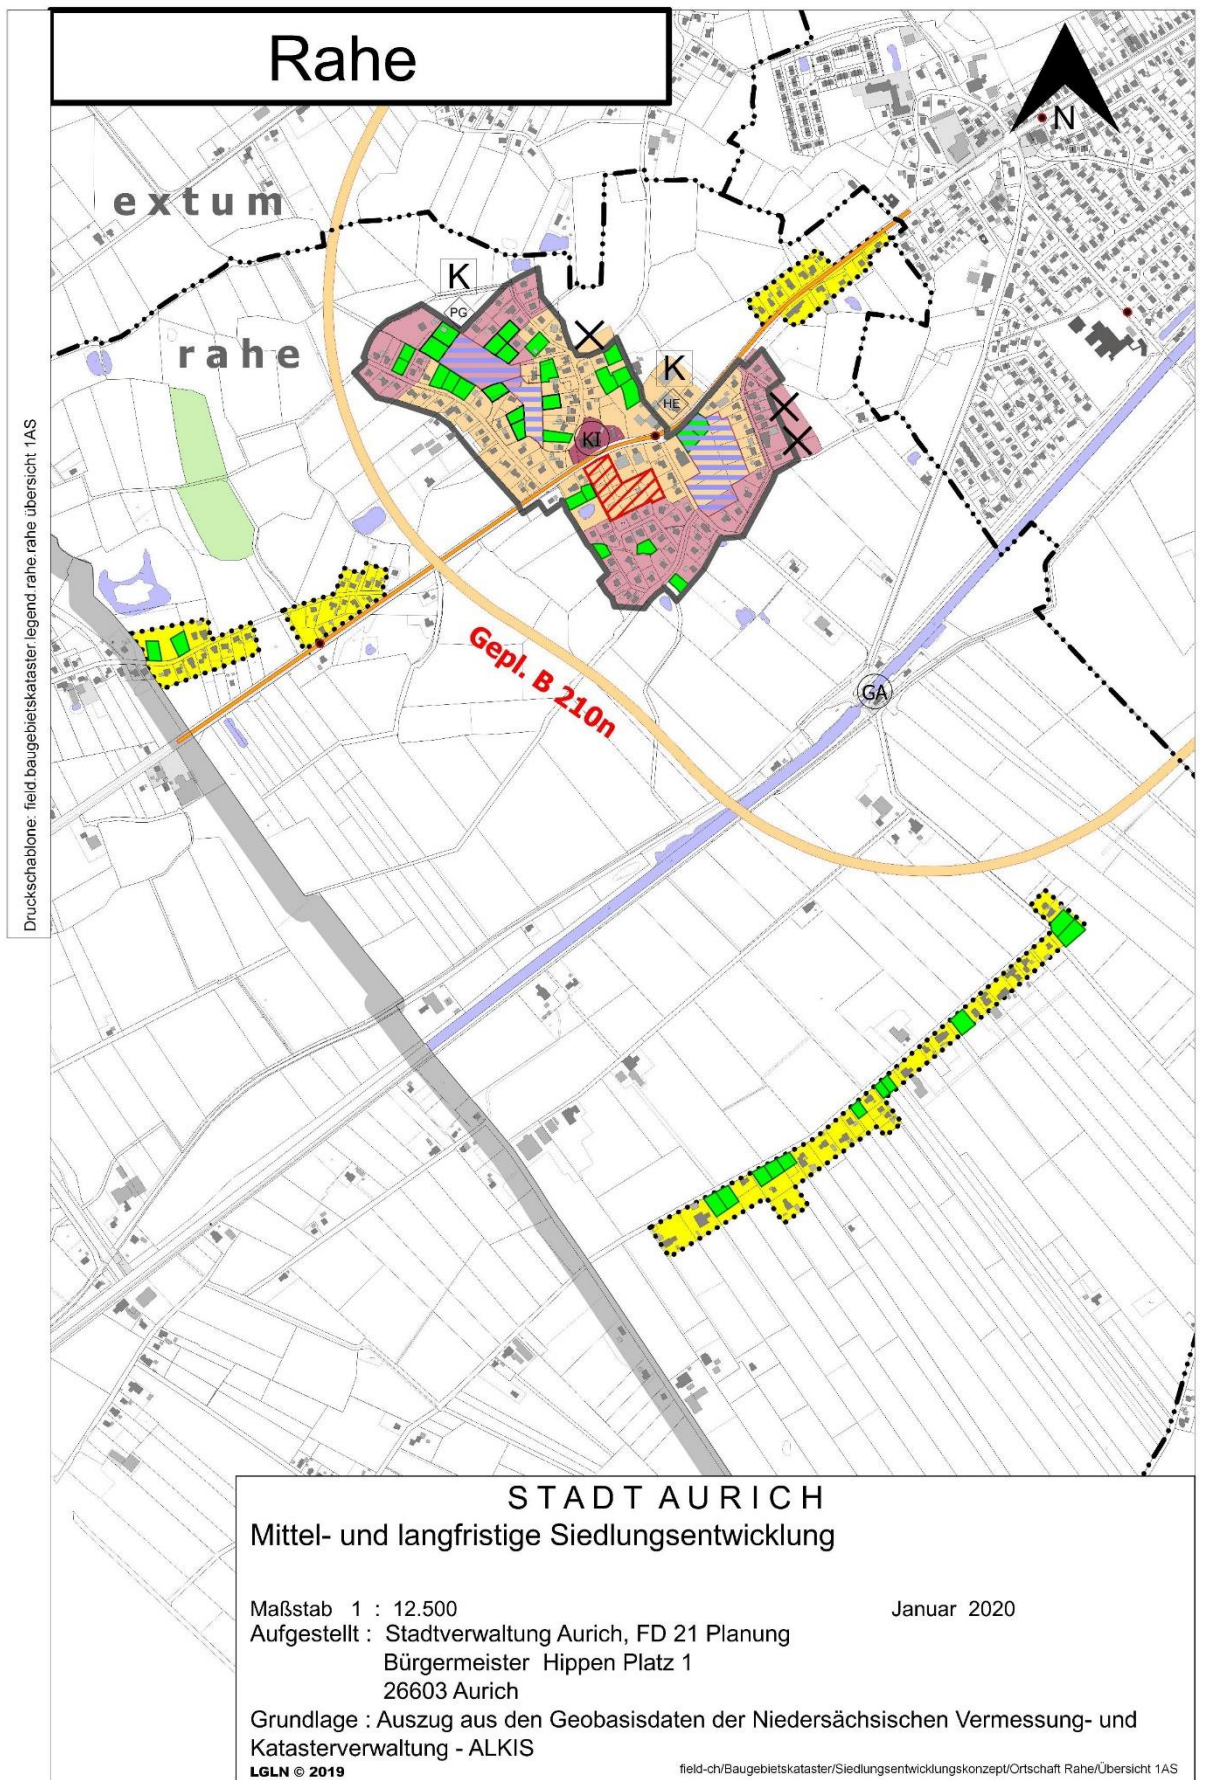 Rahe
N
extum
K
PG
rahe
K
HE
KI
Gepl. B 210n
GA
Druckschablone: field.baugebietskataster.legend.rahe.rahe übersicht 1AS
STADT AURICH
Mittel- und langfristige Siedlungsentwicklung
Maßstab 1 : 12.500
Januar 2020
Aufgestellt : Stadtverwaltung Aurich, FD 21 Planung
Bürgermeister Hippen Platz 1
26603 Aurich
Grundlage : Auszug aus den Geobasisdaten der Niedersächsischen Vermessung- und
Katasterverwaltung - ALKIS
LGLN © 2019
field-ch/Baugebietskataster/Siedlungsentwicklungskonzept/Ortschaft Rahe/Übersicht 1AS